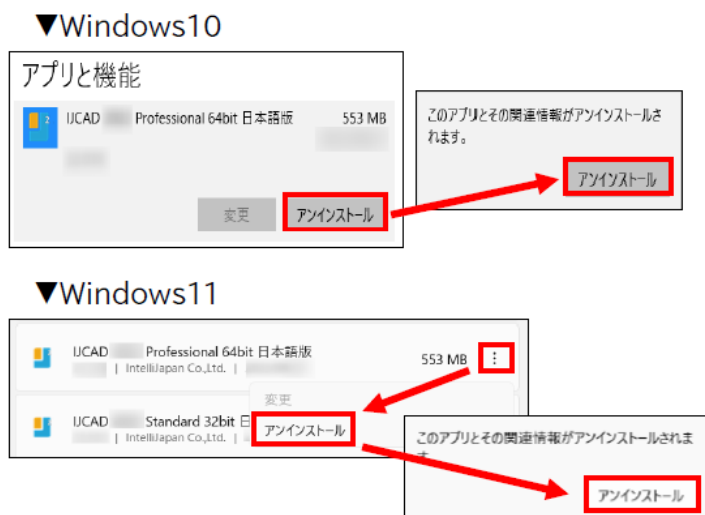 ▼Windows10
アプリと機能
IJCAD Professional 64bit 日本語版 553 MB
変更 アンインストール
このアプリとその関連情報がアンインストールさ
れます。
アンインストール
▼Windows11
IJCAD Professional 64bit 日本語版 553 MB
| IntelliJapan Co.,Ltd. |
変更
IJCAD Standard 32bit 日
アンインストール
| IntelliJapan Co.,Ltd. |
このアプリとその関連情報がアンインストールされま
す。
アンインストール